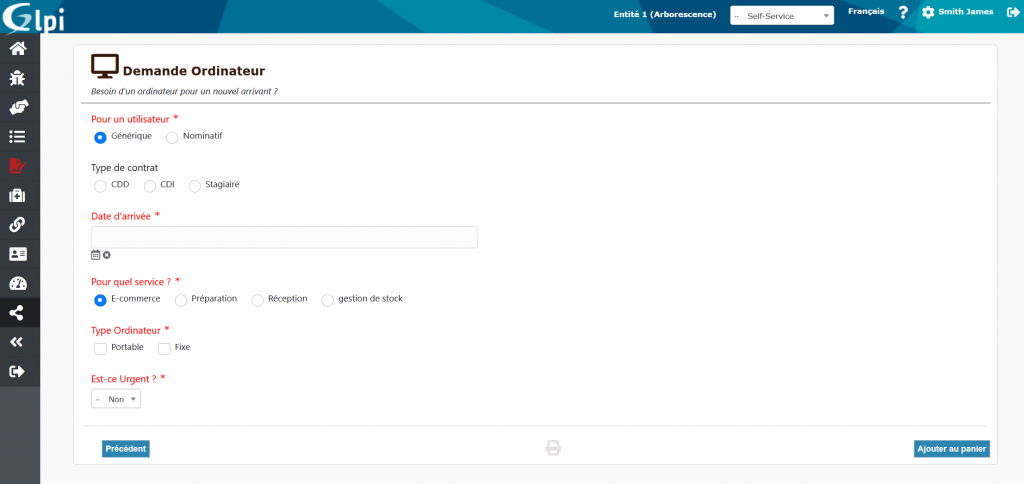 Glpi
Entité 1 (Arborescence) ·· Self-Service Français ? Smith James
Demande Ordinateur
Besoin d'un ordinateur pour un nouvel arrivant ?
Pour un utilisateur *
Générique Nominatif
Type de contrat
CDD CDI Stagiaire
Date d'arrivée *
Pour quel service ? *
E-commerce Préparation Réception gestion de stock
Type Ordinateur *
Portable Fixe
Est-ce Urgent ? *
·· Non
Précédent Ajouter au panier